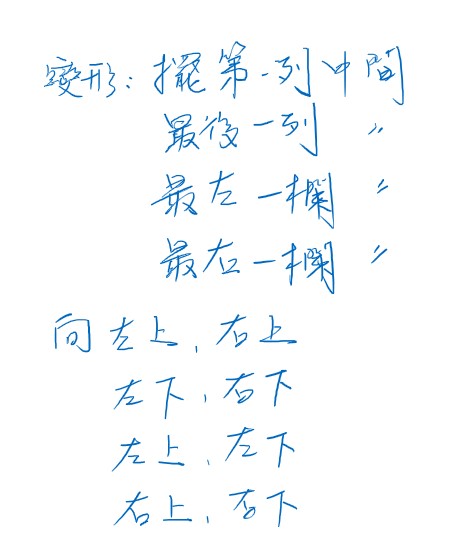 變形：擺第一列中間
最後一列 〃
最左一欄 〃
最右一欄 〃
向左上、右上
左下、右下
左上、左下
右上、右下